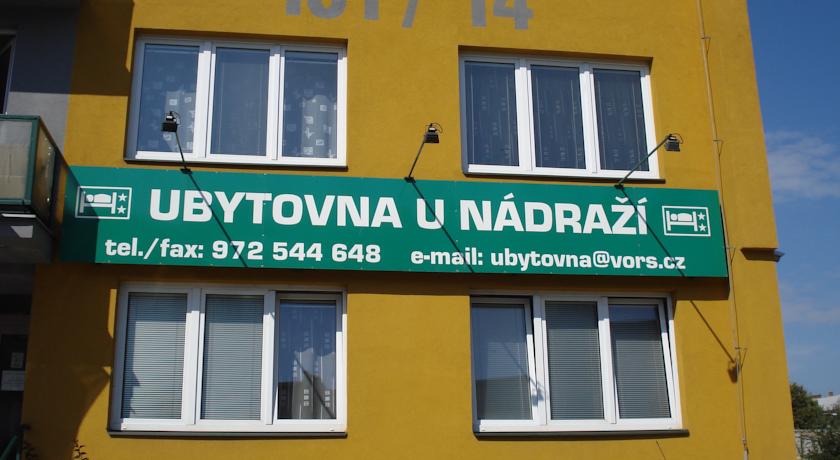 UBYTOVNA U NÁDRAŽÍ
tel./fax: 972 544 648 e-mail: ubytovna@vors.cz